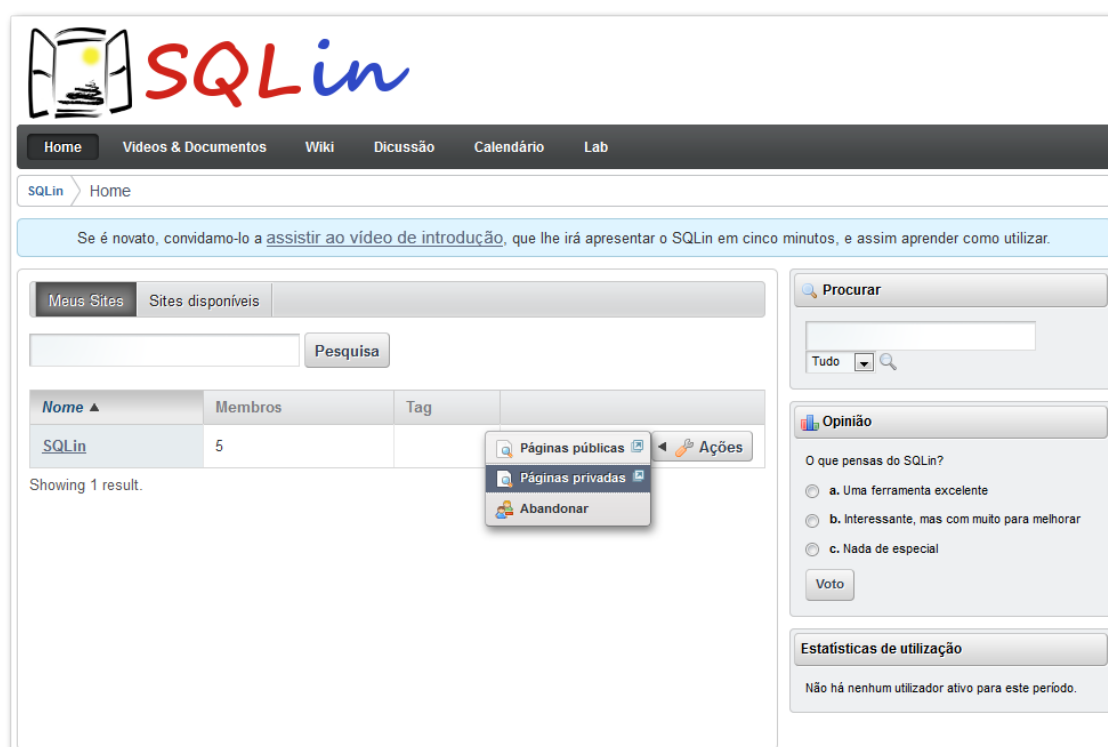 SQLin
Home Videos & Documentos Wiki Dicussão Calendário Lab
SQLin Home
Se é novato, convidamo-lo a assistir ao vídeo de introdução, que lhe irá apresentar o SQLin em cinco minutos, e assim aprender como utilizar.
Meus Sites Sites disponíveis
Pesquisa
Nome ▲ Membros Tag
SQLin 5 Ações
Páginas públicas
Páginas privadas
Abandonar
Showing 1 result.
Procurar
Tudo
Opinião
O que pensas do SQLin?
a. Uma ferramenta excelente
b. Interessante, mas com muito para melhorar
c. Nada de especial
Voto
Estatísticas de utilização
Não há nenhum utilizador ativo para este período.